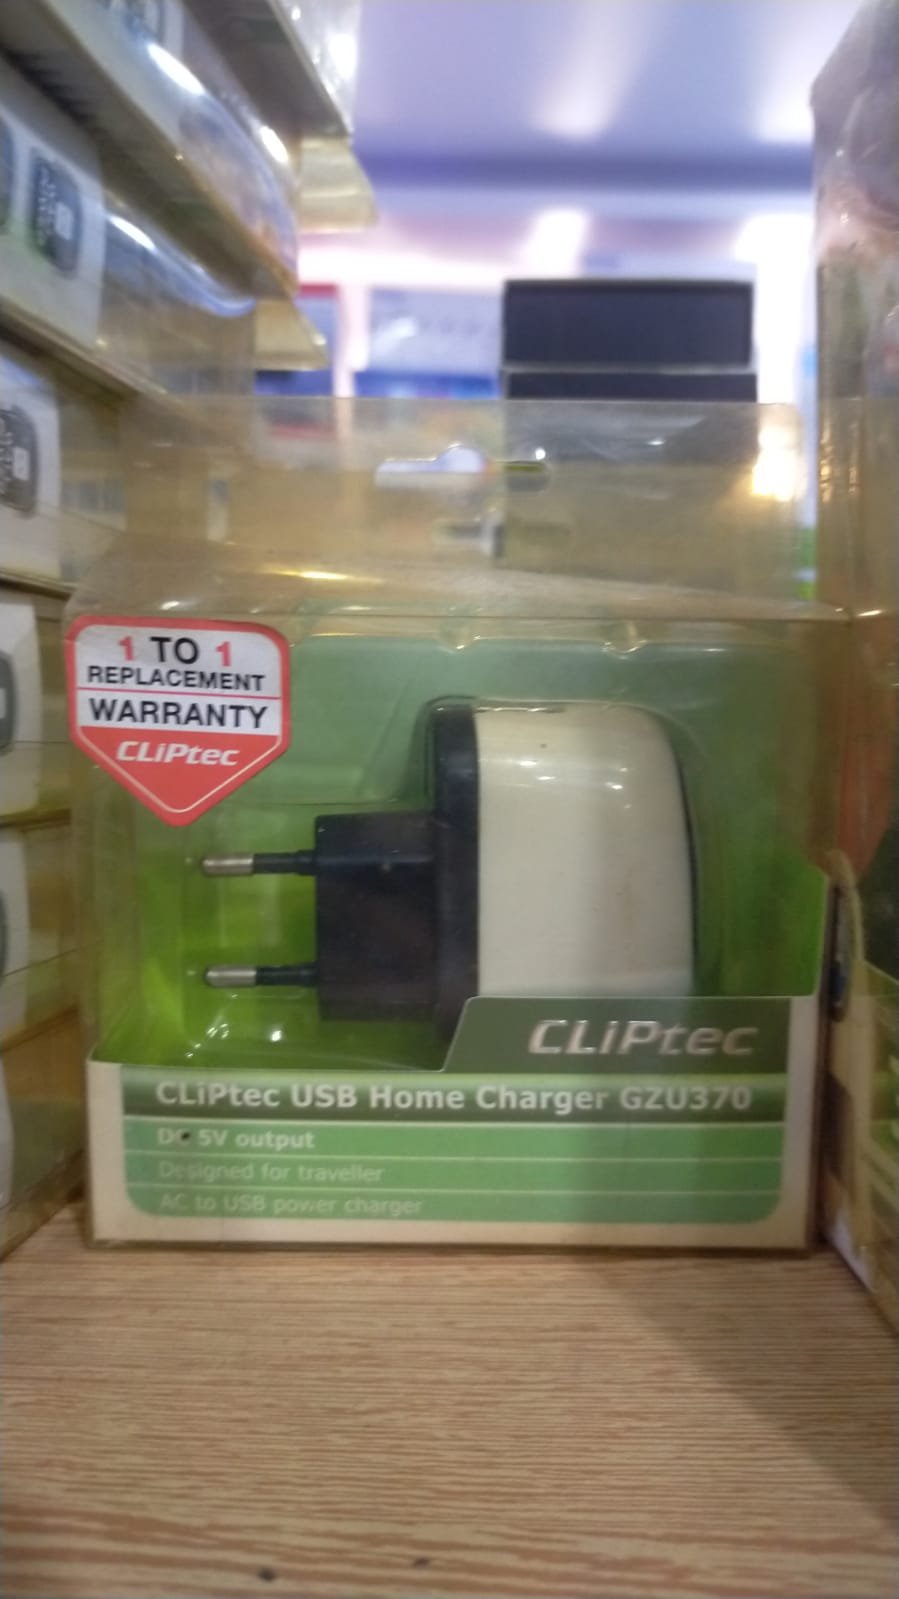 1 TO 1
REPLACEMENT
WARRANTY
CLiPtec
CLiPtec
CLiPtec USB Home Charger GZU370
DC 5V output
Designed for traveller
AC to USB power charger